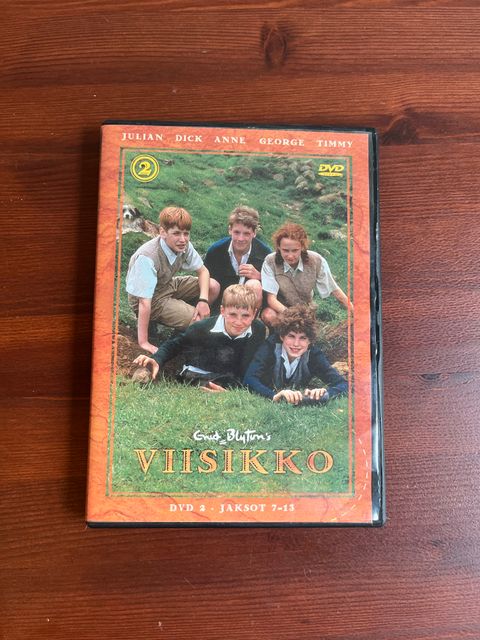 JULIAN DICK ANNE GEORGE TIMMY
2
DVD
Enid Blyton's
VIISIKKO
DVD 2 · JAKSOT 7-13